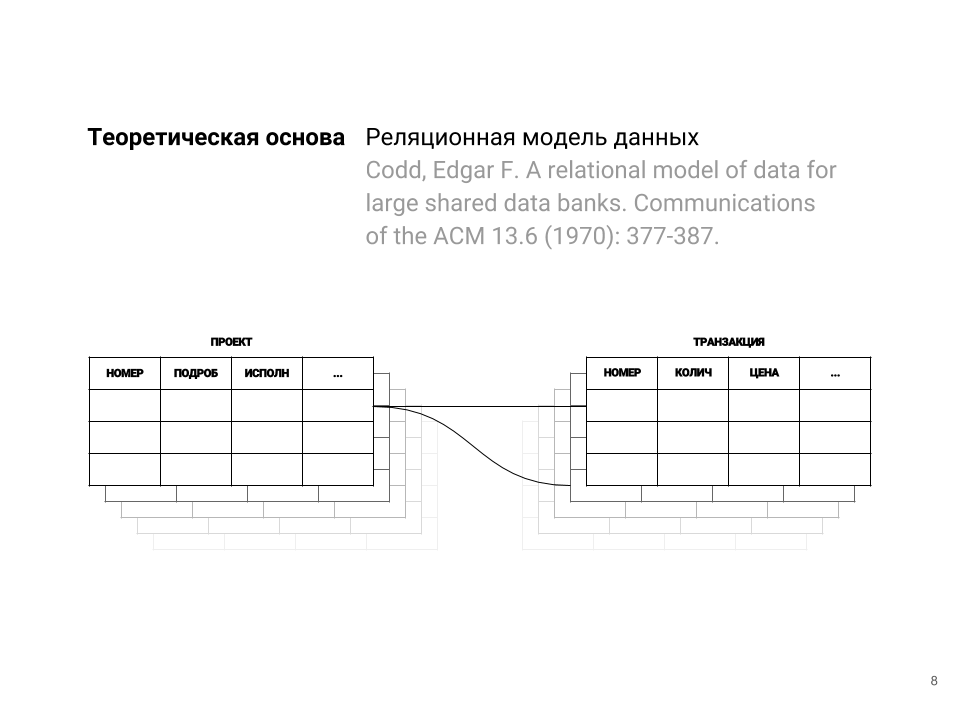 Теоретическая основа Реляционная модель данных
Codd, Edgar F. A relational model of data for
large shared data banks. Communications
of the ACM 13.6 (1970): 377-387.
ПРОЕКТ
НОМЕР ПОДРОБ ИСПОЛН ...
ТРАНЗАКЦИЯ
НОМЕР КОЛИЧ ЦЕНА ...
8